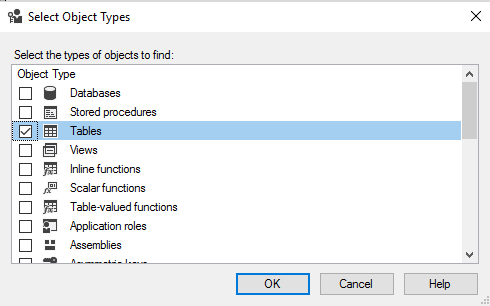 Select Object Types
Select the types of objects to find:
Object Type
Databases
Stored procedures
Tables
Views
Inline functions
Scalar functions
Table-valued functions
Application roles
Assemblies
OK
Cancel
Help